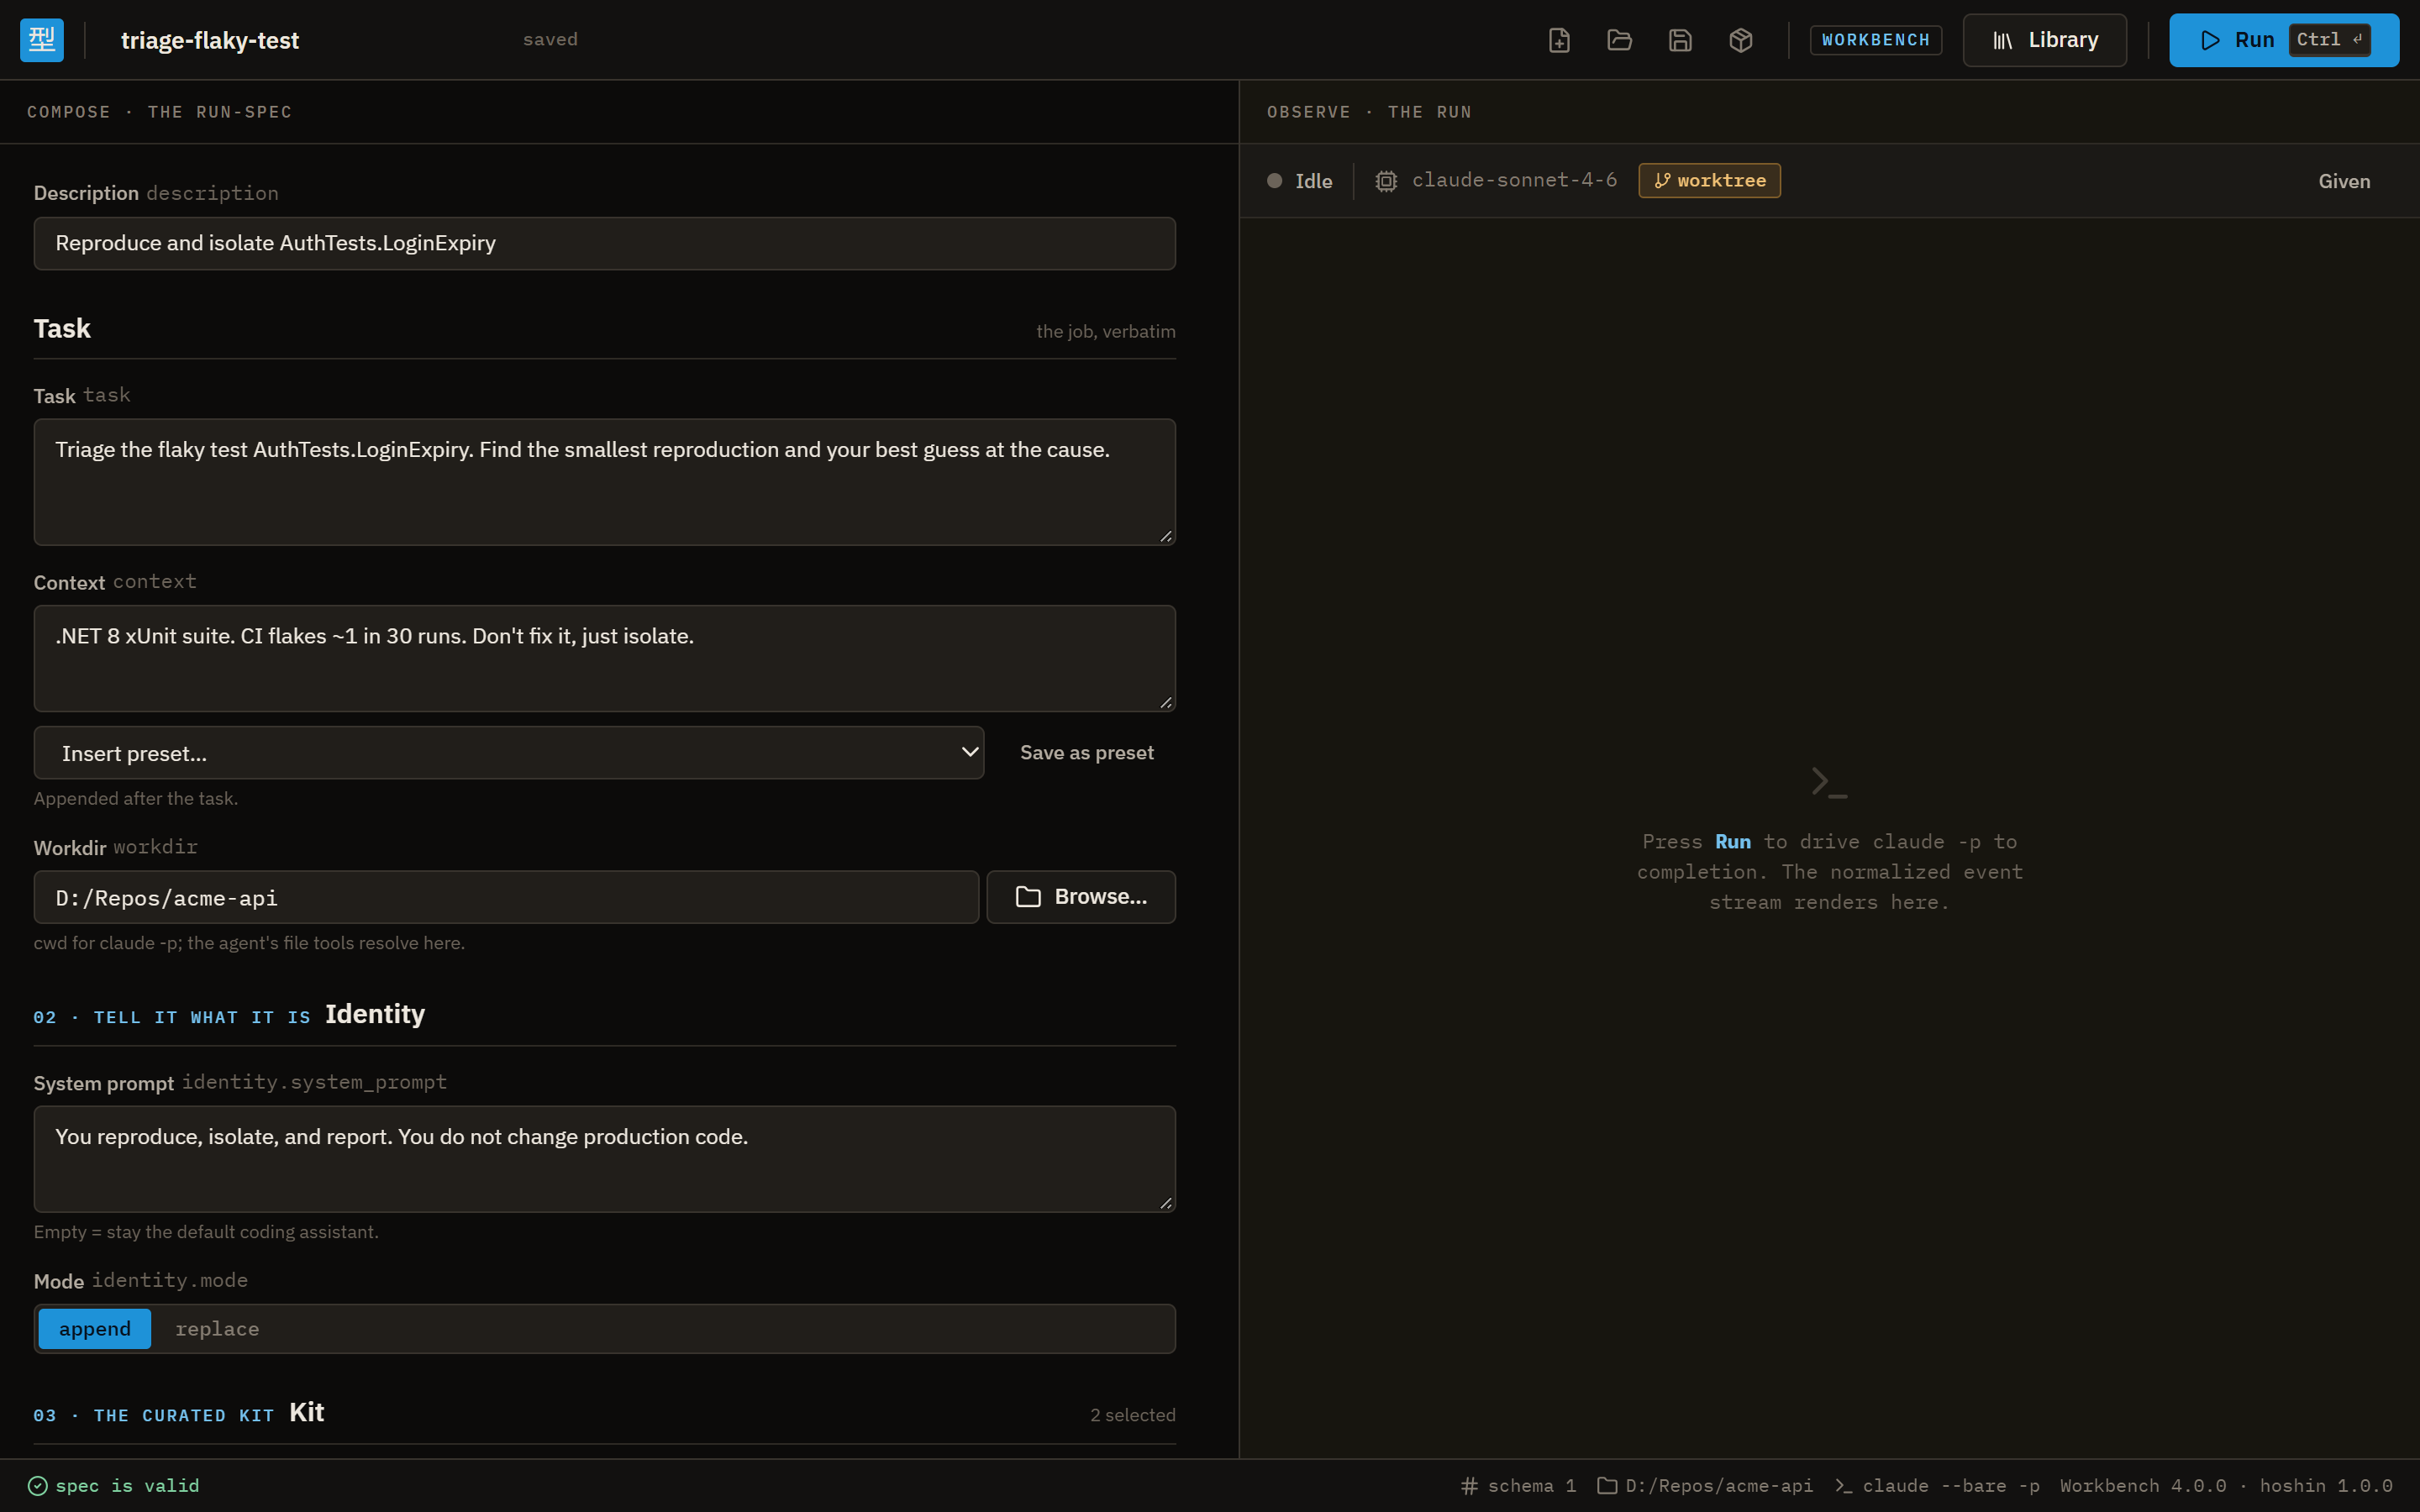 型
triage-flaky-test
saved
WORKBENCH
Library
Run Ctrl ↵
COMPOSE · THE RUN-SPEC
Description description
Reproduce and isolate AuthTests.LoginExpiry
Task
the job, verbatim
Task task
Triage the flaky test AuthTests.LoginExpiry. Find the smallest reproduction and your best guess at the cause.
Context context
.NET 8 xUnit suite. CI flakes ~1 in 30 runs. Don't fix it, just isolate.
Insert preset...
Save as preset
Appended after the task.
Workdir workdir
D:/Repos/acme-api
Browse...
cwd for claude -p; the agent's file tools resolve here.
02 · TELL IT WHAT IT IS Identity
System prompt identity.system_prompt
You reproduce, isolate, and report. You do not change production code.
Empty = stay the default coding assistant.
Mode identity.mode
append replace
03 · THE CURATED KIT Kit
2 selected
OBSERVE · THE RUN
Idle
claude-sonnet-4-6
worktree
Given
Press Run to drive claude -p to
completion. The normalized event
stream renders here.
spec is valid
schema 1
D:/Repos/acme-api
claude --bare -p
Workbench 4.0.0 · hoshin 1.0.0